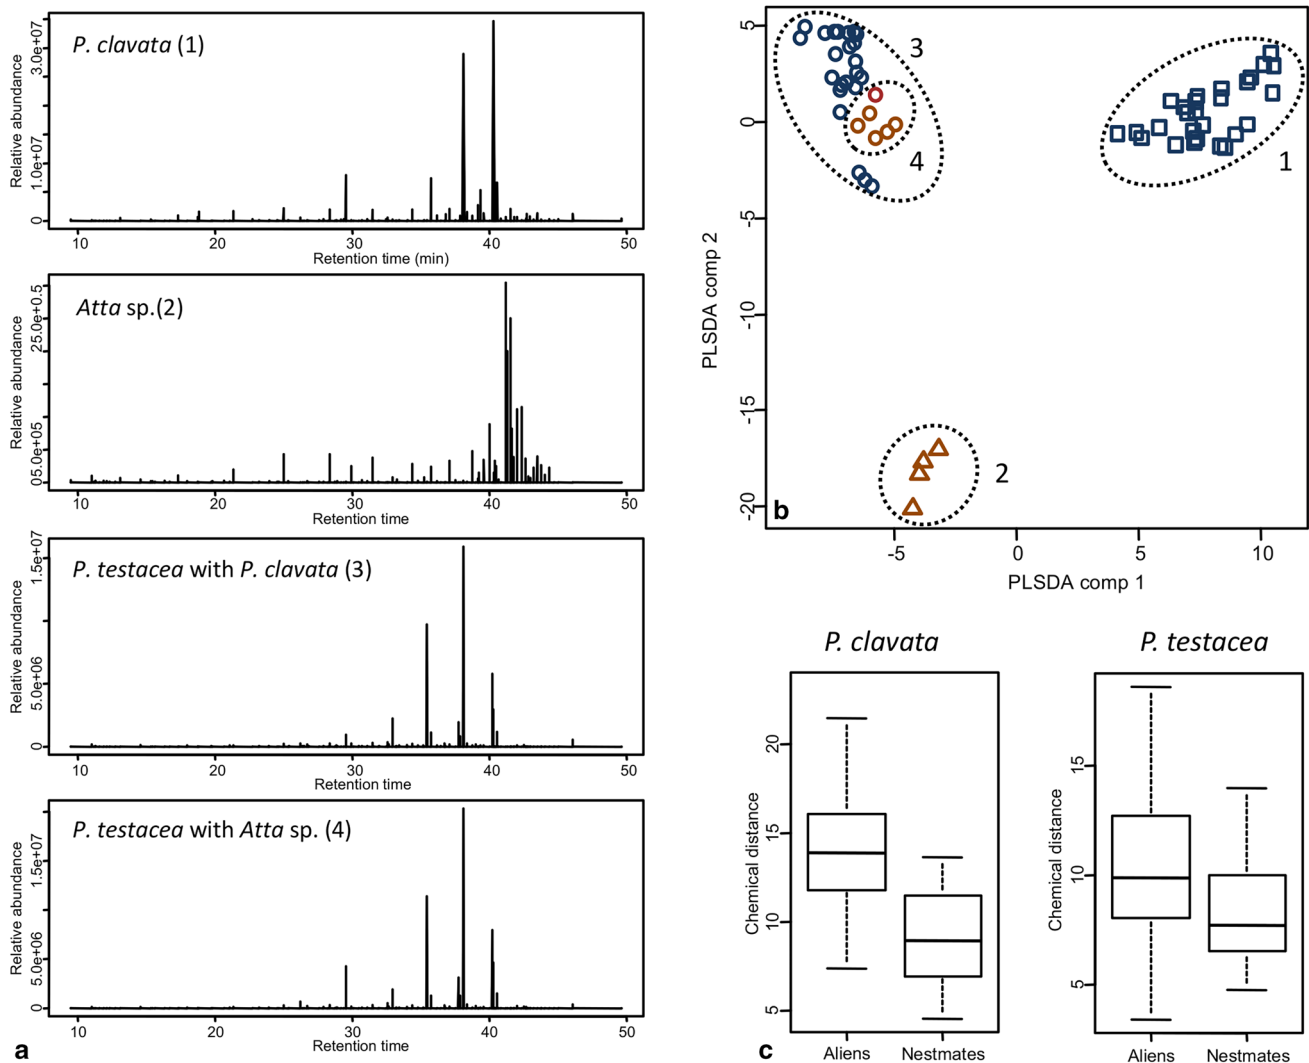 P. clavata (1)
Relative abundance
3.0e+07
1.0e+07
0
10 20 30 40 50
Retention time (min)
Atta sp.(2)
Relative abundance
25.0e+0.5
05.0e+05
10 20 30 40 50
Retention time
P. testacea with P. clavata (3)
Relative abundance
1.5e+07
5.0e+06
0
10 20 30 40 50
Retention time
P. testacea with Atta sp. (4)
Relative abundance
1.5e+07
5.0e+06
0
10 20 30 40 50
Retention time
a
PLSDA comp 2
5
0
-5
-10
-15
-20
3
4
1
2
b
-5 0 5 10
PLSDA comp 1
P. clavata
Chemical distance
20
15
10
5
Aliens Nestmates
c
P. testacea
Chemical distance
15
10
5
Aliens Nestmates